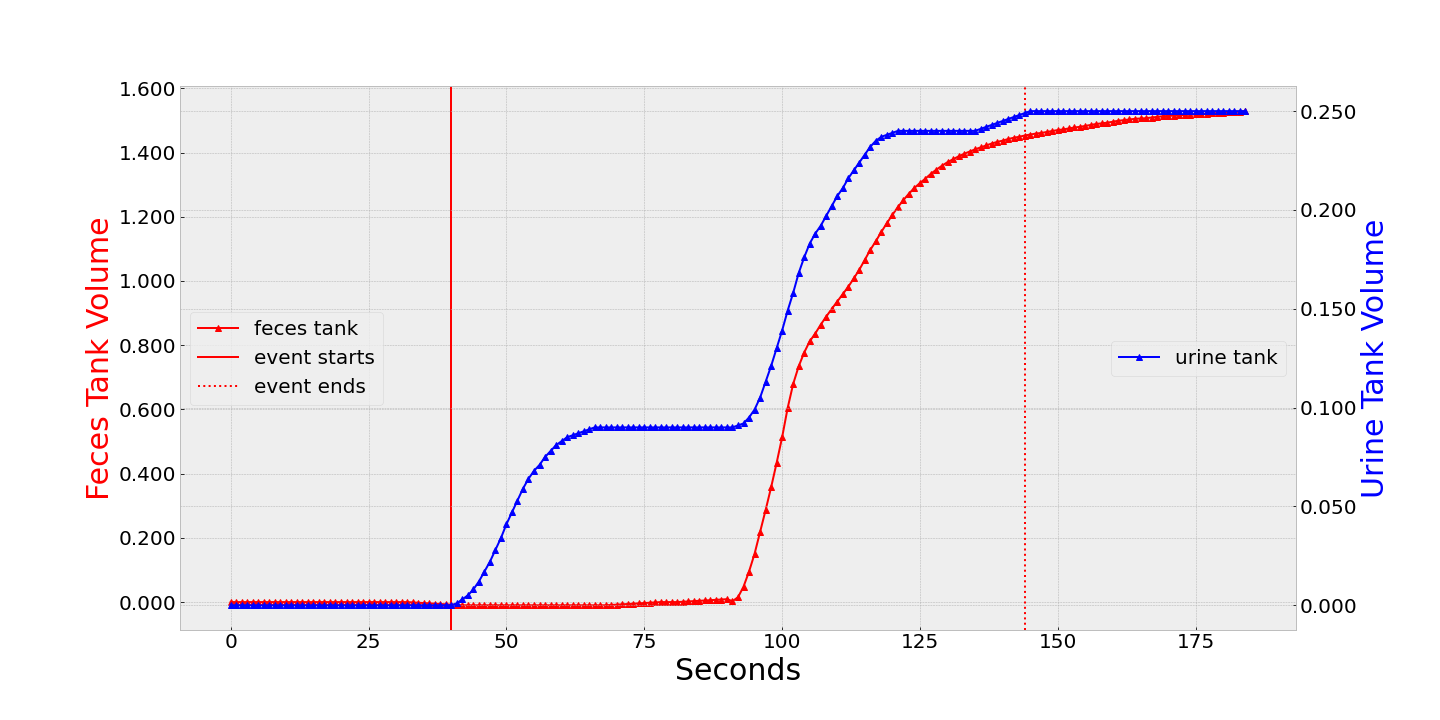 1.600
1.400
1.200
1.000
0.800
0.600
0.400
0.200
0.000
Feces Tank Volume
feces tank
event starts
event ends
urine tank
0.250
0.200
0.150
0.100
0.050
0.000
Urine Tank Volume
0 25 50 75 100 125 150 175
Seconds